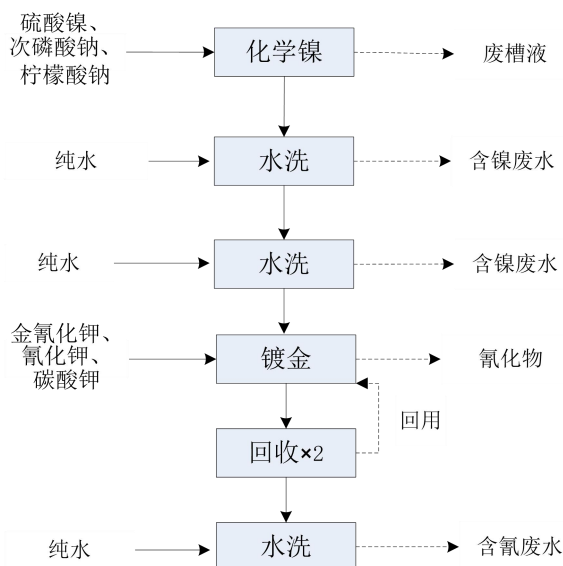 硫酸镍、
次磷酸钠、
柠檬酸钠
化学镍
废槽液
纯水
水洗
含镍废水
纯水
水洗
含镍废水
金氰化钾、
氰化钾、
碳酸钾
镀金
氰化物
回用
回收×2
纯水
水洗
含氰废水